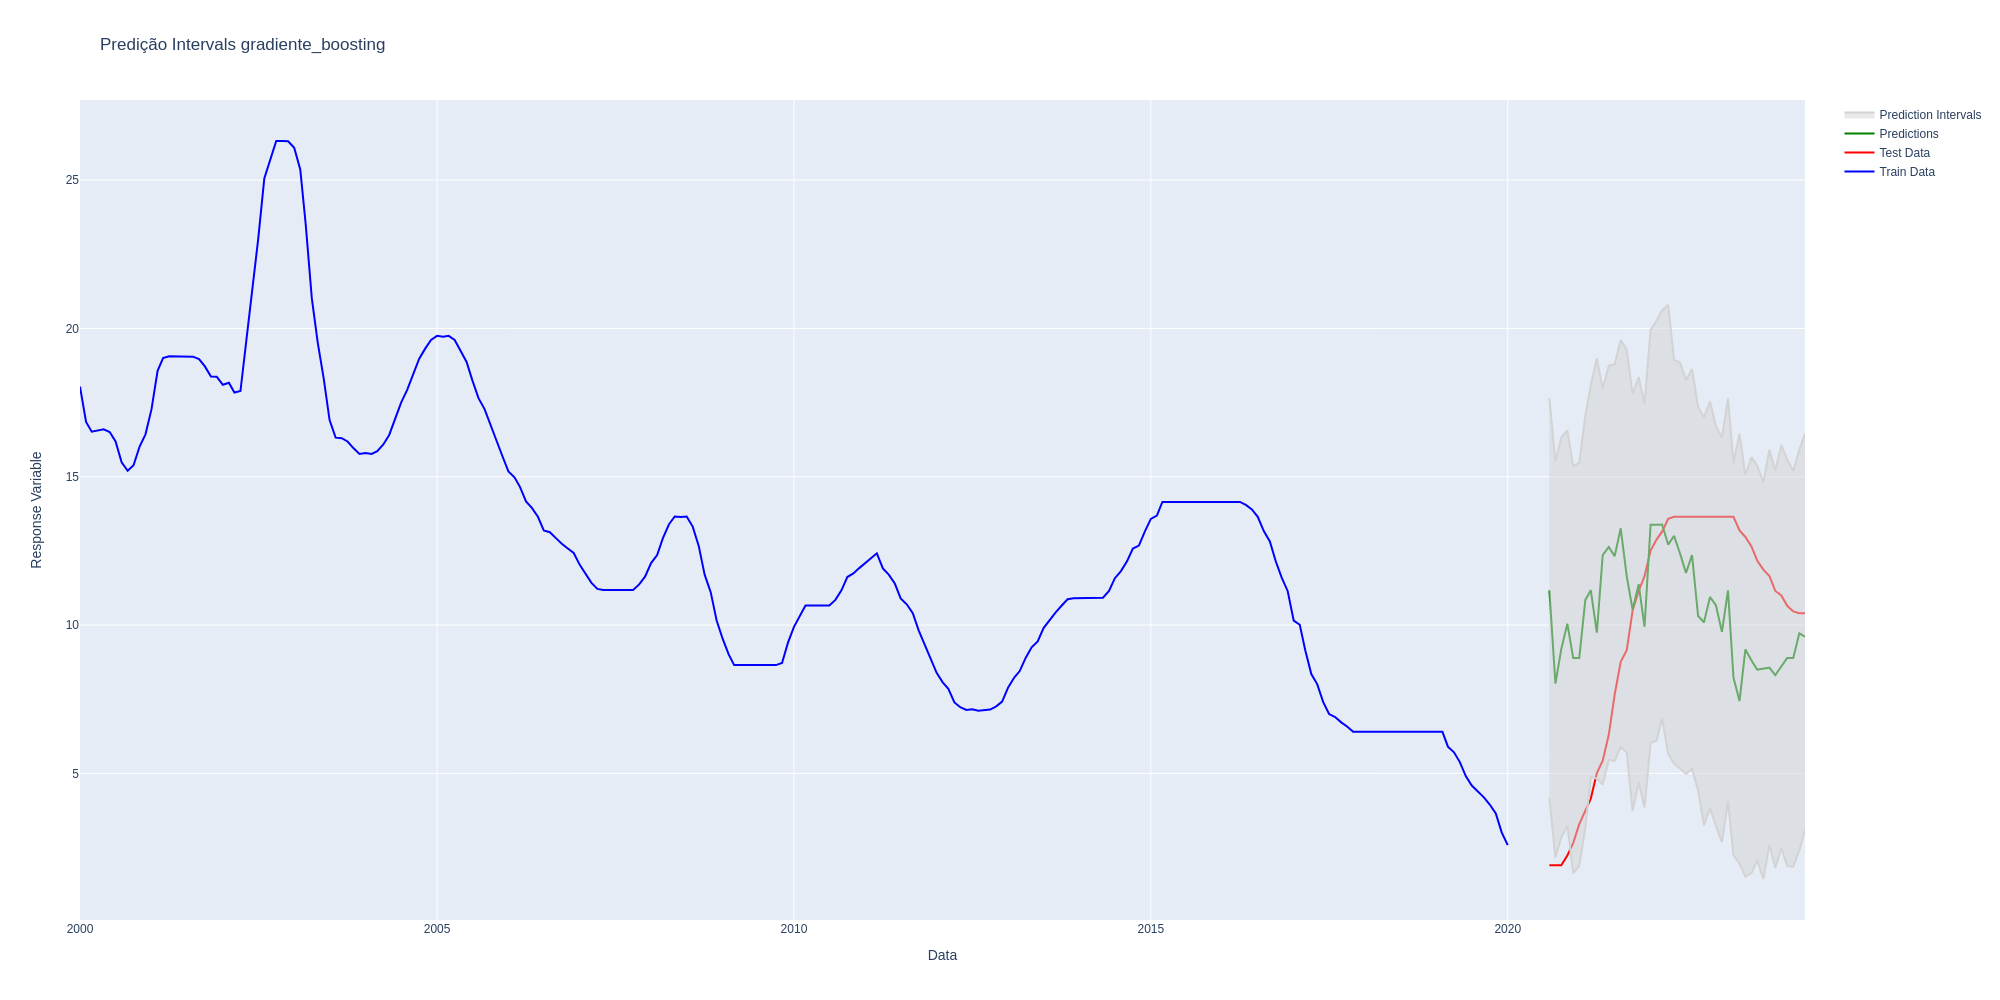 Predição Intervals gradiente_boosting
Prediction Intervals
Predictions
Test Data
Train Data
Response Variable
25
20
15
10
5
2000
2005
2010
2015
2020
Data